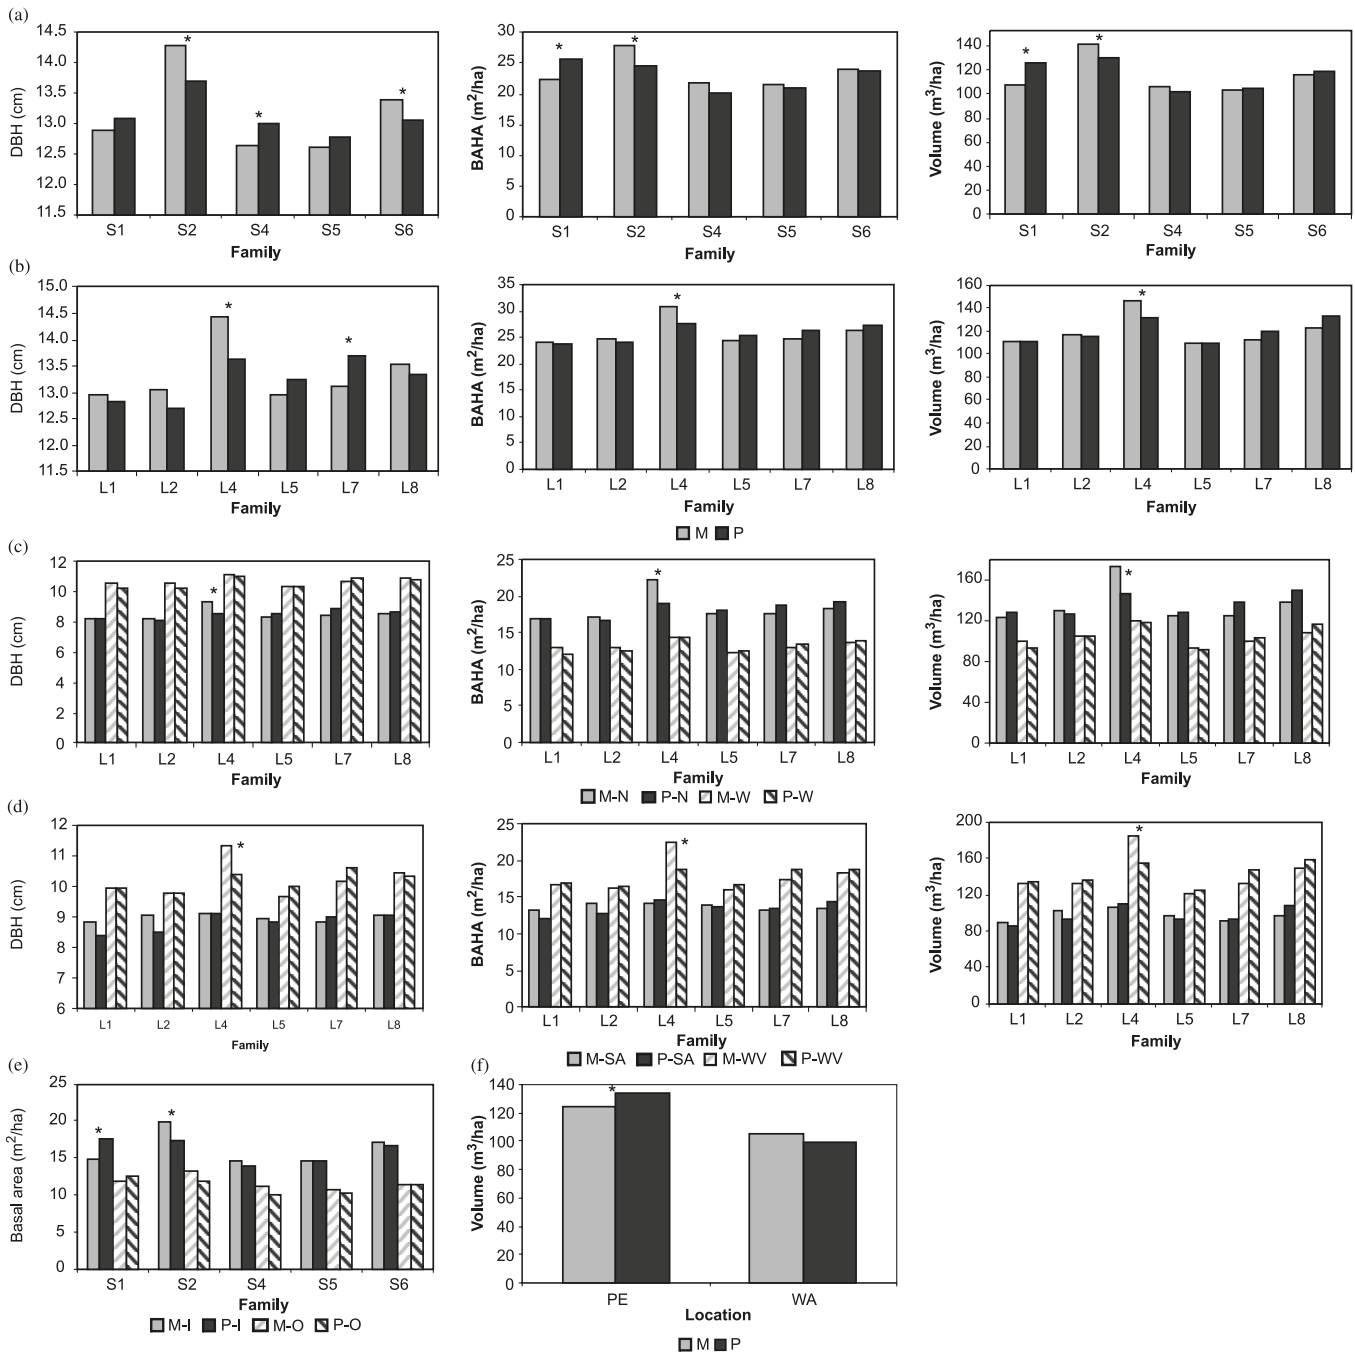 (a)
14.5
14.0
13.5
13.0
12.5
12.0
11.5
DBH (cm)
*
*
*
S1 S2 S4 S5 S6
Family
30
25
20
15
10
5
0
BAHA (m²/ha)
*
*
S1 S2 S4 S5 S6
Family
140
120
100
80
60
40
20
0
Volume (m³/ha)
*
*
S1 S2 S4 S5 S6
Family
(b)
15.0
14.5
14.0
13.5
13.0
12.5
12.0
11.5
DBH (cm)
*
*
L1 L2 L4 L5 L7 L8
Family
35
30
25
20
15
10
5
0
BAHA (m²/ha)
*
L1 L2 L4 L5 L7 L8
Family
160
140
120
100
80
60
40
20
0
Volume (m³/ha)
*
L1 L2 L4 L5 L7 L8
Family
M P
(c)
12
10
8
6
4
2
0
DBH (cm)
*
L1 L2 L4 L5 L7 L8
Family
25
20
15
10
5
0
BAHA (m²/ha)
*
L1 L2 L4 L5 L7 L8
Family
160
120
80
40
0
Volume (m³/ha)
*
L1 L2 L4 L5 L7 L8
Family
M-N P-N M-W P-W
(d)
12
11
10
9
8
7
6
DBH (cm)
*
L1 L2 L4 L5 L7 L8
Family
25
20
15
10
5
0
BAHA (m²/ha)
*
L1 L2 L4 L5 L7 L8
Family
200
160
120
80
40
0
Volume (m³/ha)
*
L1 L2 L4 L5 L7 L8
Family
M-SA P-SA M-WV P-WV
(e)
25
20
15
10
5
0
Basal area (m²/ha)
*
*
S1 S2 S4 S5 S6
Family
M-I P-I M-O P-O
(f)
140
120
100
80
60
40
20
0
Volume (m³/ha)
*
PE WA
Location
M P